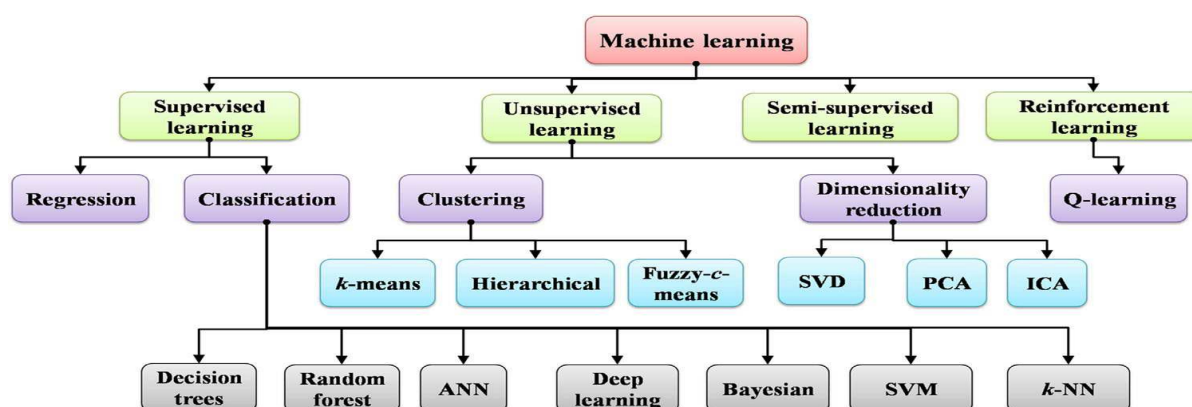 Machine learning
Supervised
learning
Unsupervised
learning
Semi-supervised
learning
Reinforcement
learning
Regression
Classification
Clustering
Dimensionality
reduction
Q-learning
k-means
Hierarchical
Fuzzy-c-
means
SVD
PCA
ICA
Decision
trees
Random
forest
ANN
Deep
learning
Bayesian
SVM
k-NN